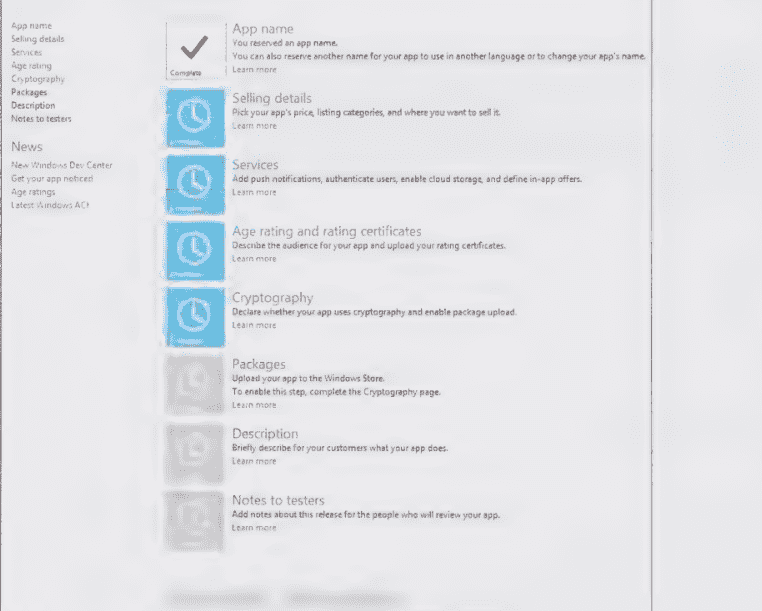 App name
Selling details
Services
Age rating
Cryptography
Packages
Description
Notes to testers
News
New Windows Dev Center
Get your app noticed
Age ratings
Latest Windows ACK
Complete
App name
You reserved an app name.
You can also reserve another name for your app to use in another language or to change your app's name.
Learn more
Selling details
Pick your app's price, listing categories, and where you want to sell it.
Learn more
Services
Add push notifications, authenticate users, enable cloud storage, and define in-app offers.
Learn more
Age rating and rating certificates
Describe the audience for your app and upload your rating certificates.
Learn more
Cryptography
Declare whether your app uses cryptography and enable package upload.
Learn more
Packages
Upload your app to the Windows Store.
To enable this step, complete the Cryptography page.
Learn more
Description
Briefly describe for your customers what your app does.
Learn more
Notes to testers
Add notes about this release for the people who will review your app.
Learn more